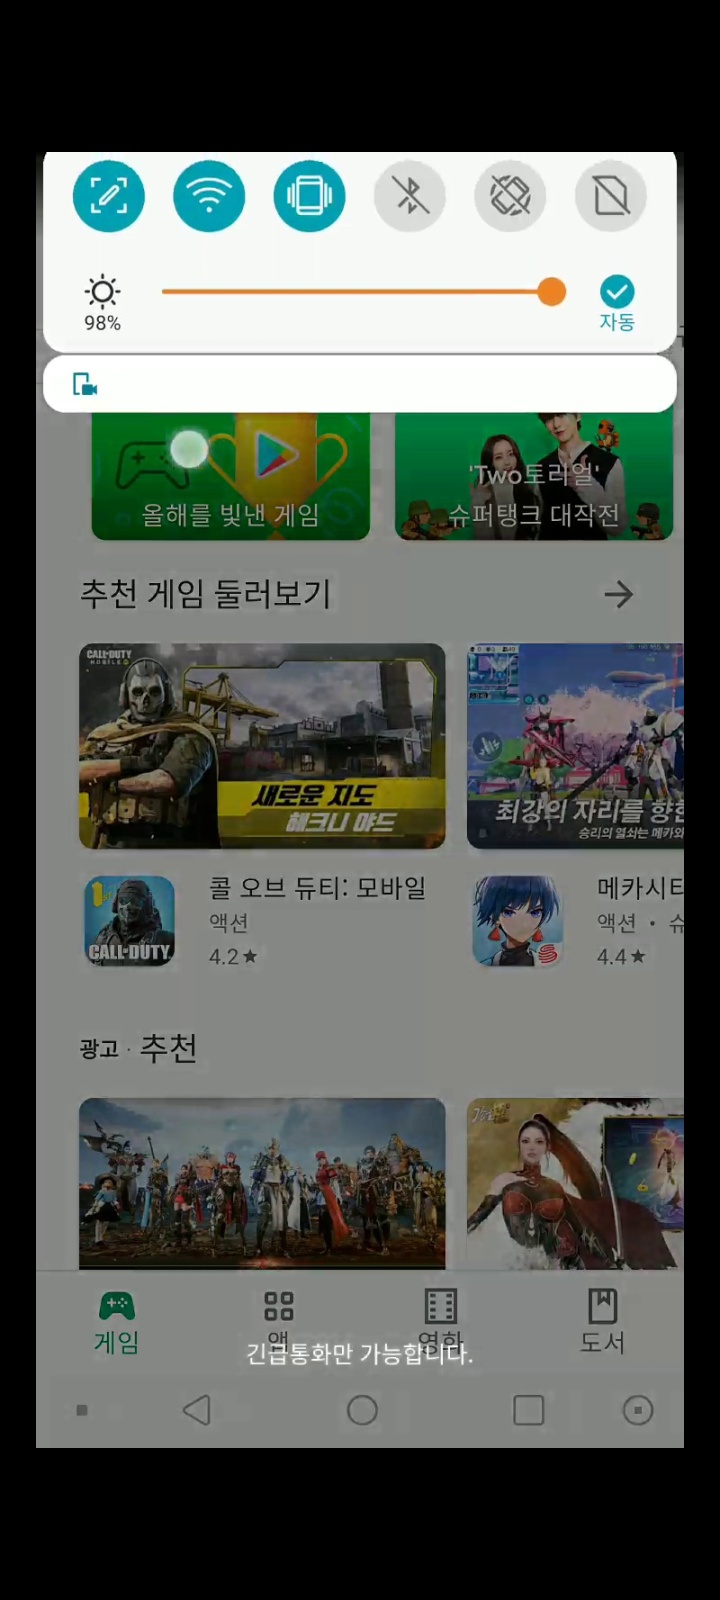 98%
자동
'Two토리얼'
올해를 빛낸 게임
슈퍼탱크 대작전
추천 게임 둘러보기
CALL·DUTY
MOBILE
새로운 지도
해크니 야드
최강의 자리를 향한
승리의 열쇠는 메카와
CALL·DUTY
콜 오브 듀티: 모바일
액션
4.2★
메카시티
액션 • 슈
4.4★
광고 · 추천
게임
앱
영화
도서
긴급통화만 가능합니다.